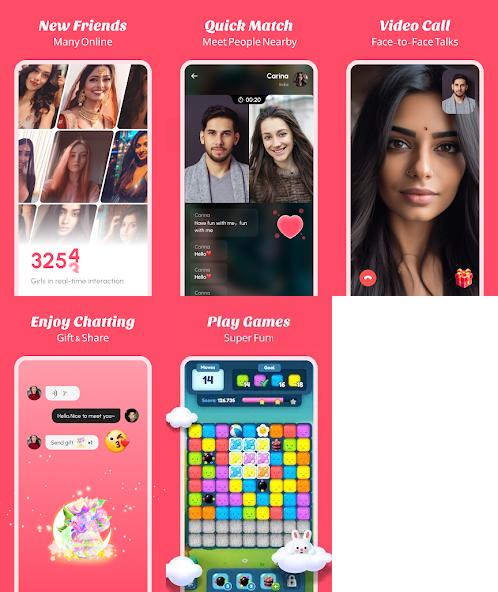 New Friends
Many Online
3254
Girls in real-time interaction
Quick Match
Meet People Nearby
Carina
India
00:20
Carina
Have fun with me, fun
with me
Carina
Hello
Carina
Hello
Carina
Video Call
Face-to-Face Talks
Enjoy Chatting
Gift & Share
Hello.Nice to meet you~
Send gift
×1
Play Games
Super Fun
Moves
14
Goal
14
16
18
Score: 126.735